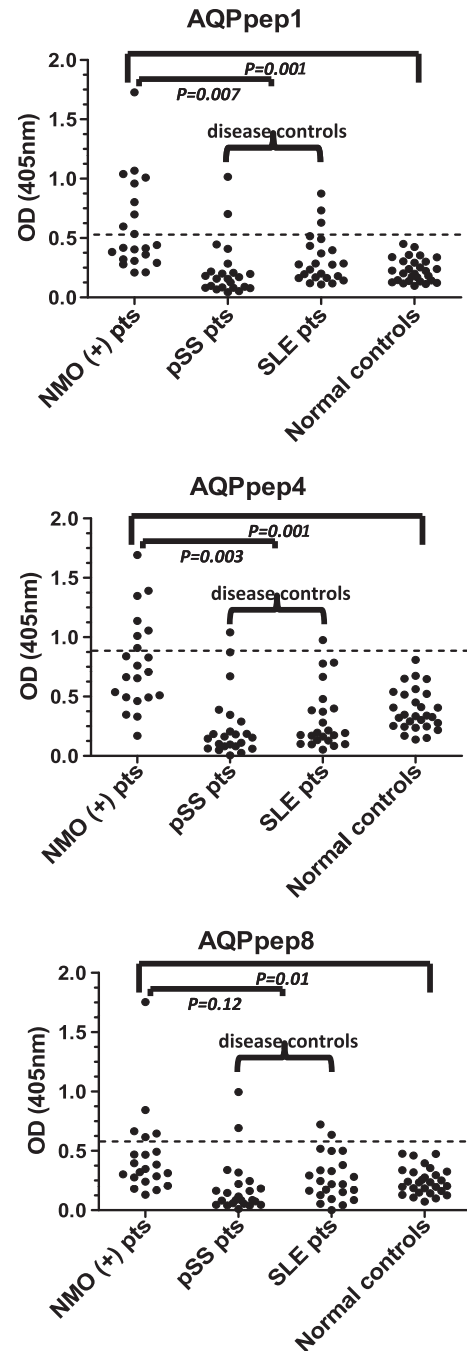 AQPpep1
P=0.001
P=0.007
disease controls
OD (405nm)
2.0
1.5
1.0
0.5
0.0
NMO (+) pts
pSS pts
SLE pts
Normal controls
AQPpep4
P=0.001
P=0.003
disease controls
OD (405nm)
2.0
1.5
1.0
0.5
0.0
NMO (+) pts
pSS pts
SLE pts
Normal controls
AQPpep8
P=0.01
P=0.12
disease controls
OD (405nm)
2.0
1.5
1.0
0.5
0.0
NMO (+) pts
pSS pts
SLE pts
Normal controls